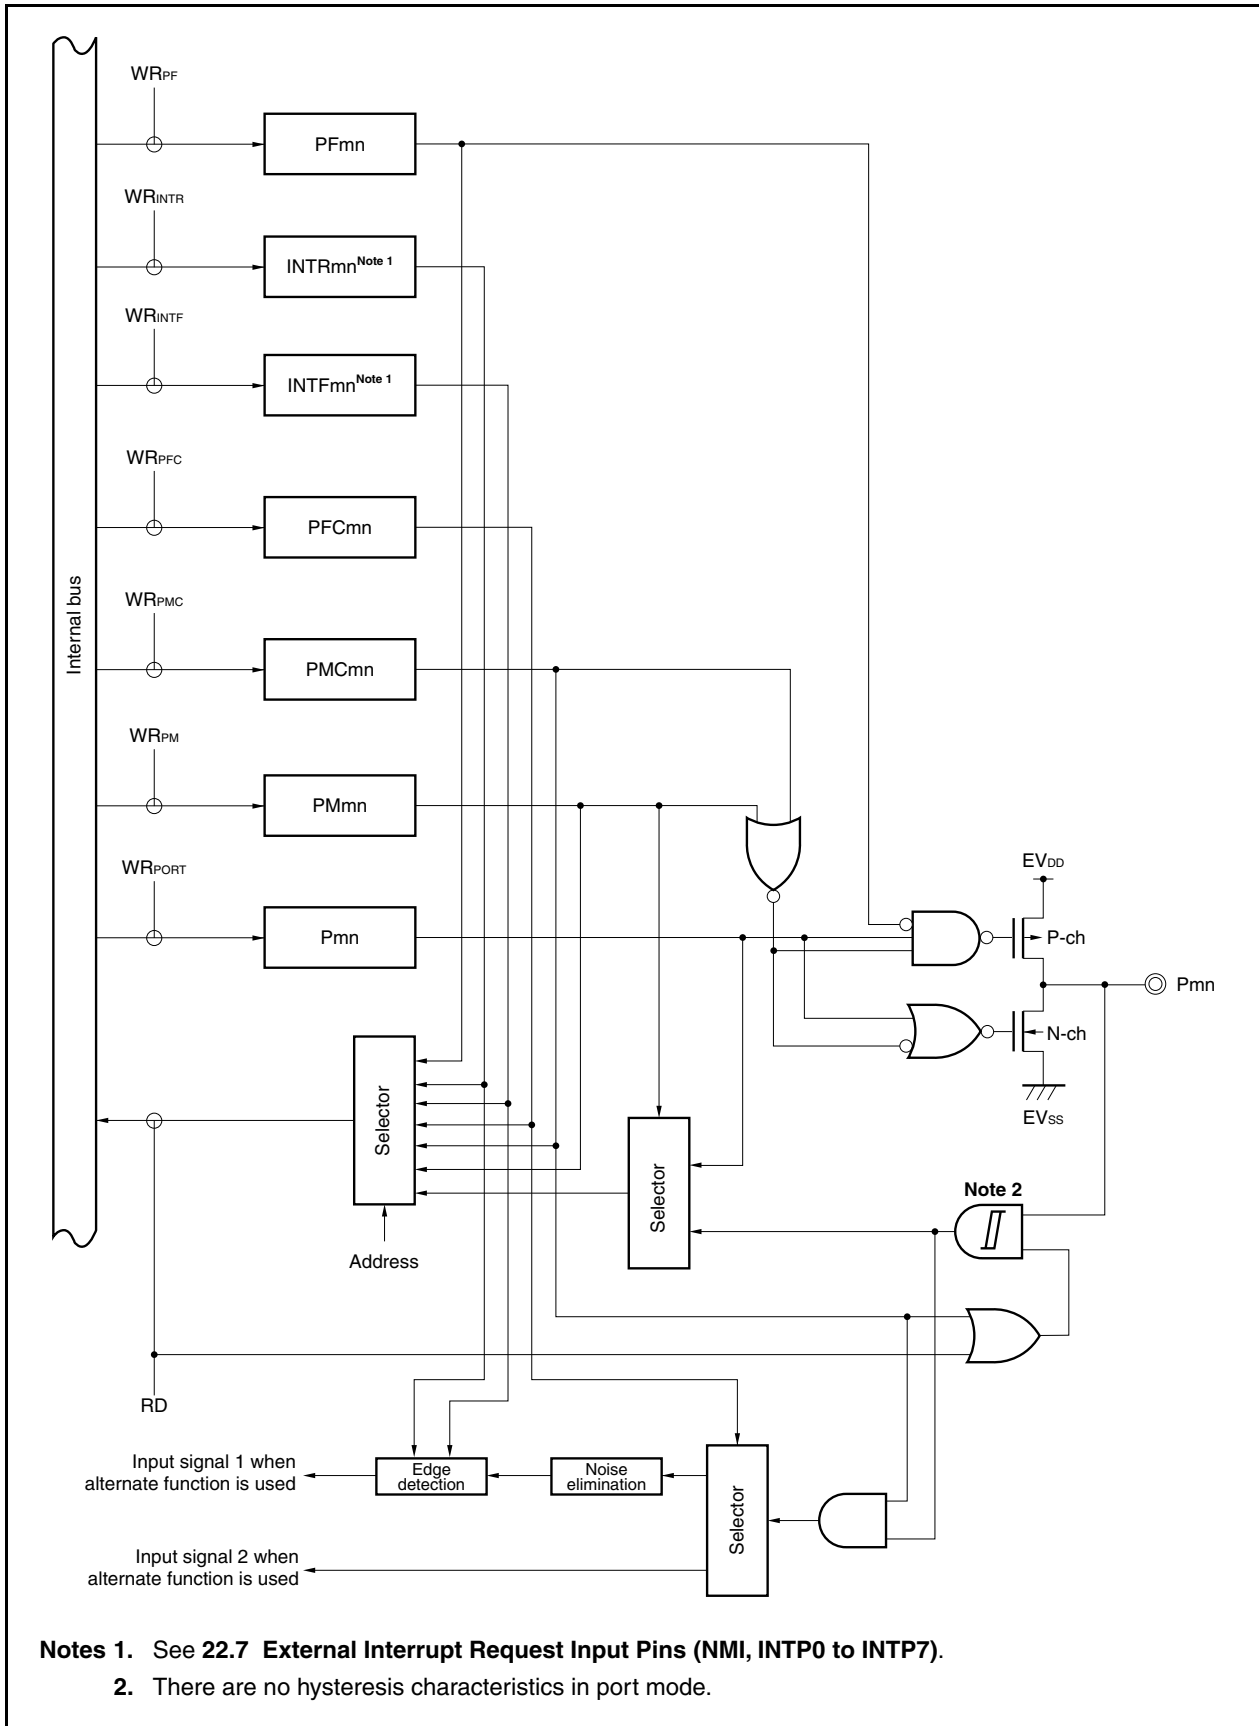 WRPF
PFmn
WRINTR
INTRmnNote 1
WRINTF
INTFmnNote 1
WRPFC
PFCmn
Internal bus
WRPMC
PMCmn
WRPM
PMmn
WRPORT
Pmn
EVDD
P-ch
Pmn
N-ch
EVSS
Selector
Selector
Note 2
Address
RD
Input signal 1 when
alternate function is used
Edge
detection
Noise
elimination
Selector
Input signal 2 when
alternate function is used
Notes 1. See 22.7 External Interrupt Request Input Pins (NMI, INTP0 to INTP7).
2. There are no hysteresis characteristics in port mode.